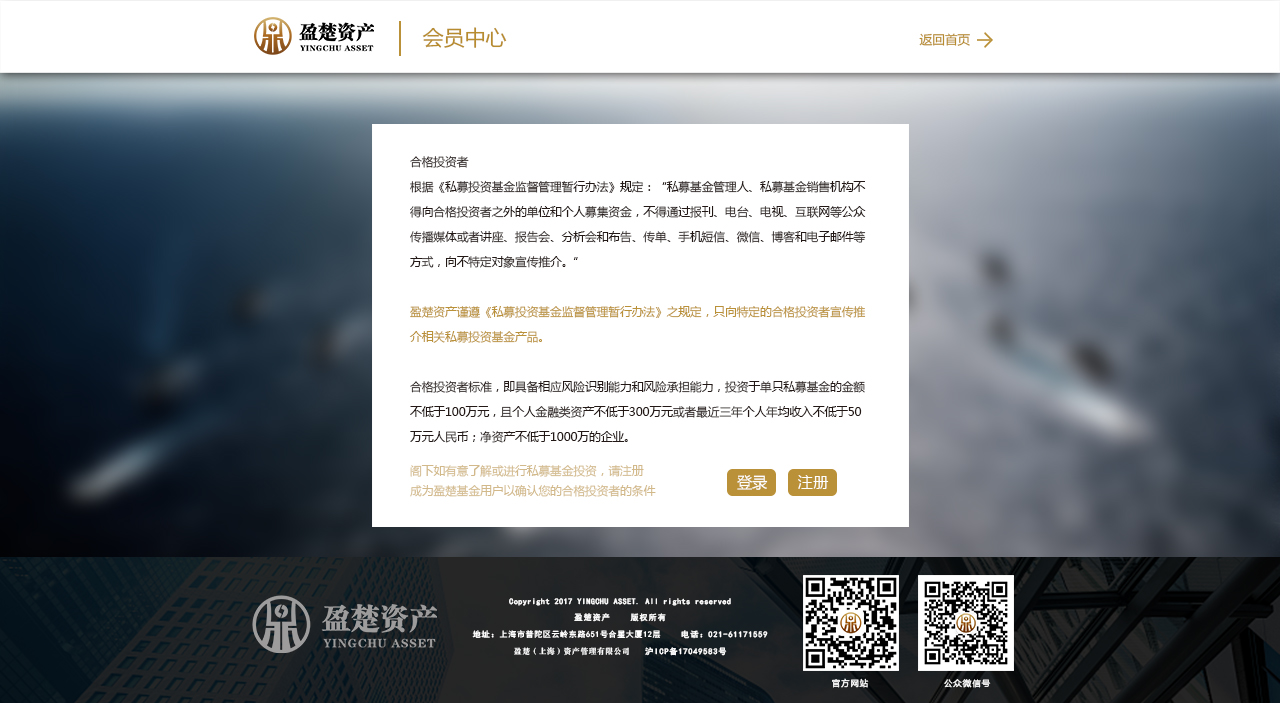 盈楚资产
YINGCHU ASSET
会员中心
返回首页
合格投资者
根据《私募投资基金监督管理暂行办法》规定：“私募基金管理人、私募基金销售机构不
得向合格投资者之外的单位和个人募集资金，不得通过报刊、电台、电视、互联网等公众
传播媒体或者讲座、报告会、分析会和布告、传单、手机短信、微信、博客和电子邮件等
方式，向不特定对象宣传推介。“
盈楚资产谨遵《私募投资基金监督管理暂行办法》之规定，只向特定的合格投资者宣传推
介相关私募投资基金产品。
合格投资者标准，即具备相应风险识别能力和风险承担能力，投资于单只私募基金的金额
不低于100万元，且个人金融类资产不低于300万元或者最近三年个人年均收入不低于50
万元人民币；净资产不低于1000万的企业。
阁下如有意了解或进行私募基金投资，请注册
成为盈楚基金用户以确认您的合格投资者的条件
登录 注册
盈楚资产
YINGCHU ASSET
Copyright 2017 YINGCHU ASSET. All rights reserved
盈楚资产 版权所有
地址：上海市普陀区云岭东路651号合星大厦12层 电话：021-61171559
盈楚（上海）资产管理有限公司 沪ICP备17049583号
官方网站
公众微信号